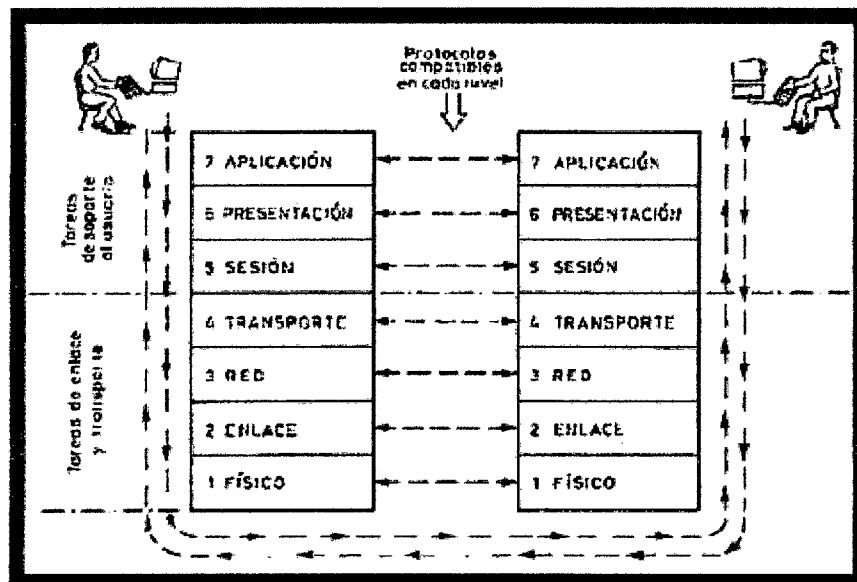 Protocolos
compatibles
en cada nivel
7 APLICACIÓN
6 PRESENTACIÓN
5 SESIÓN
4 TRANSPORTE
3 RED
2 ENLACE
1 FÍSICO
7 APLICACIÓN
6 PRESENTACIÓN
5 SESIÓN
4 TRANSPORTE
3 RED
2 ENLACE
1 FÍSICO
Tareas
de soporte
al usuario
Tareas de enlace
y transporte